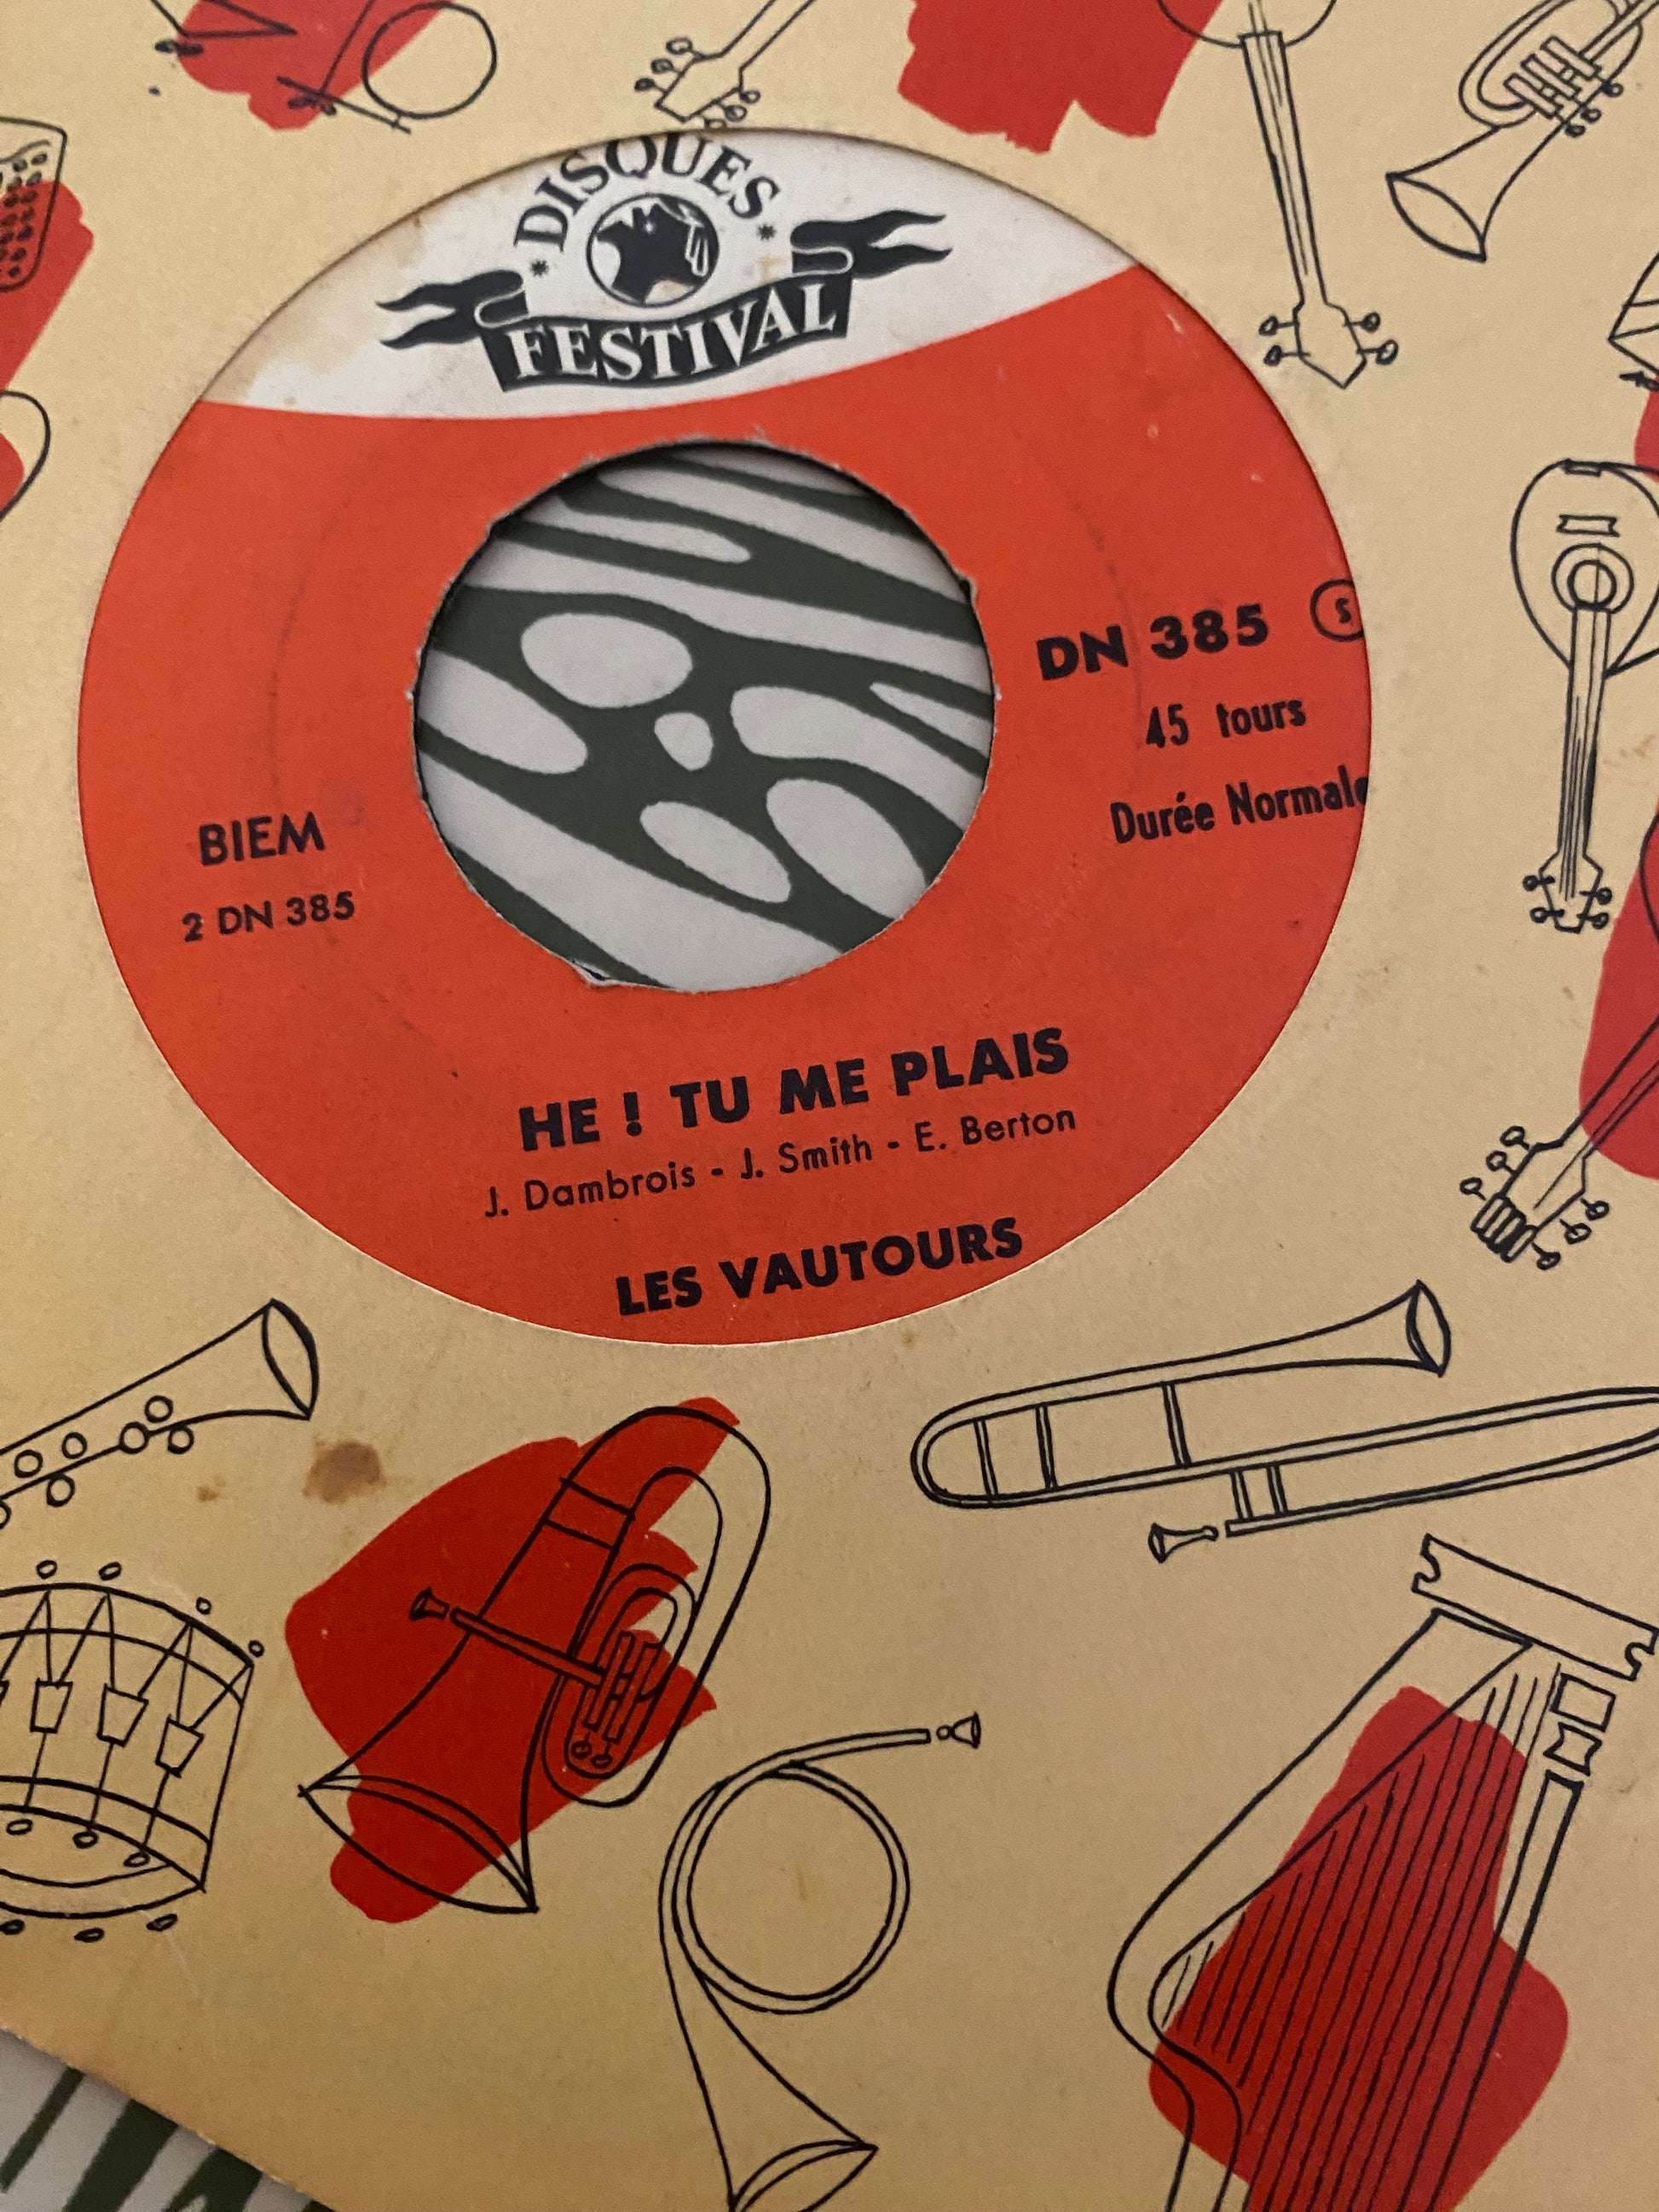 DISQUES
FESTIVAL
DN 385 S
45 tours
Durée Normale
BIEM
2 DN 385
HE ! TU ME PLAIS
J. Dambrois - J. Smith - E. Berton
LES VAUTOURS